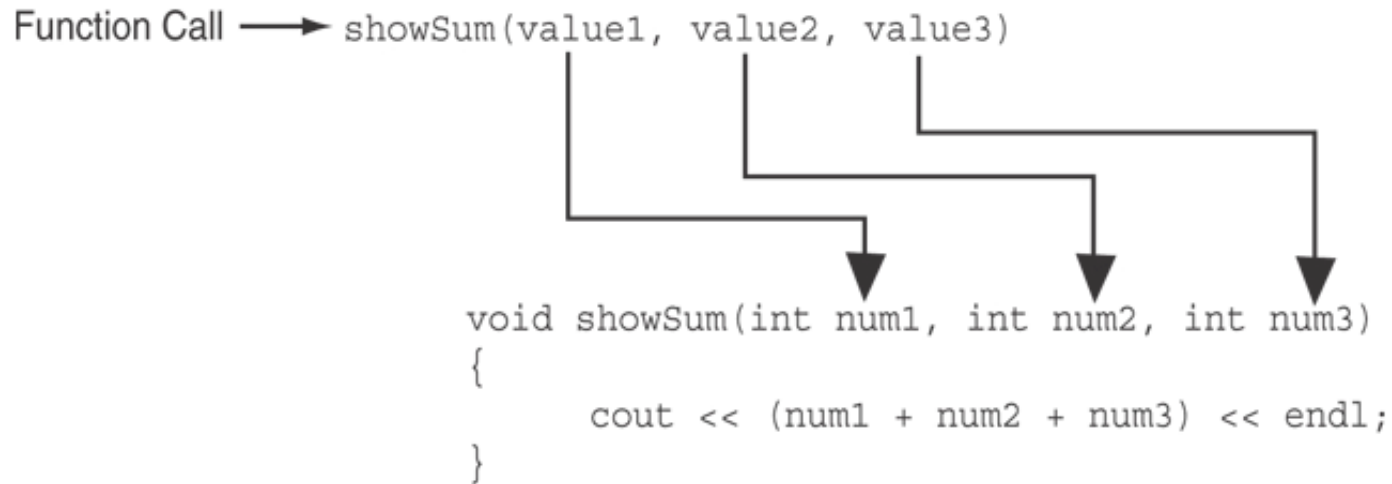 Function Call showSum(value1, value2, value3)
void showSum(int num1, int num2, int num3)
{
cout << (num1 + num2 + num3) << endl;
}